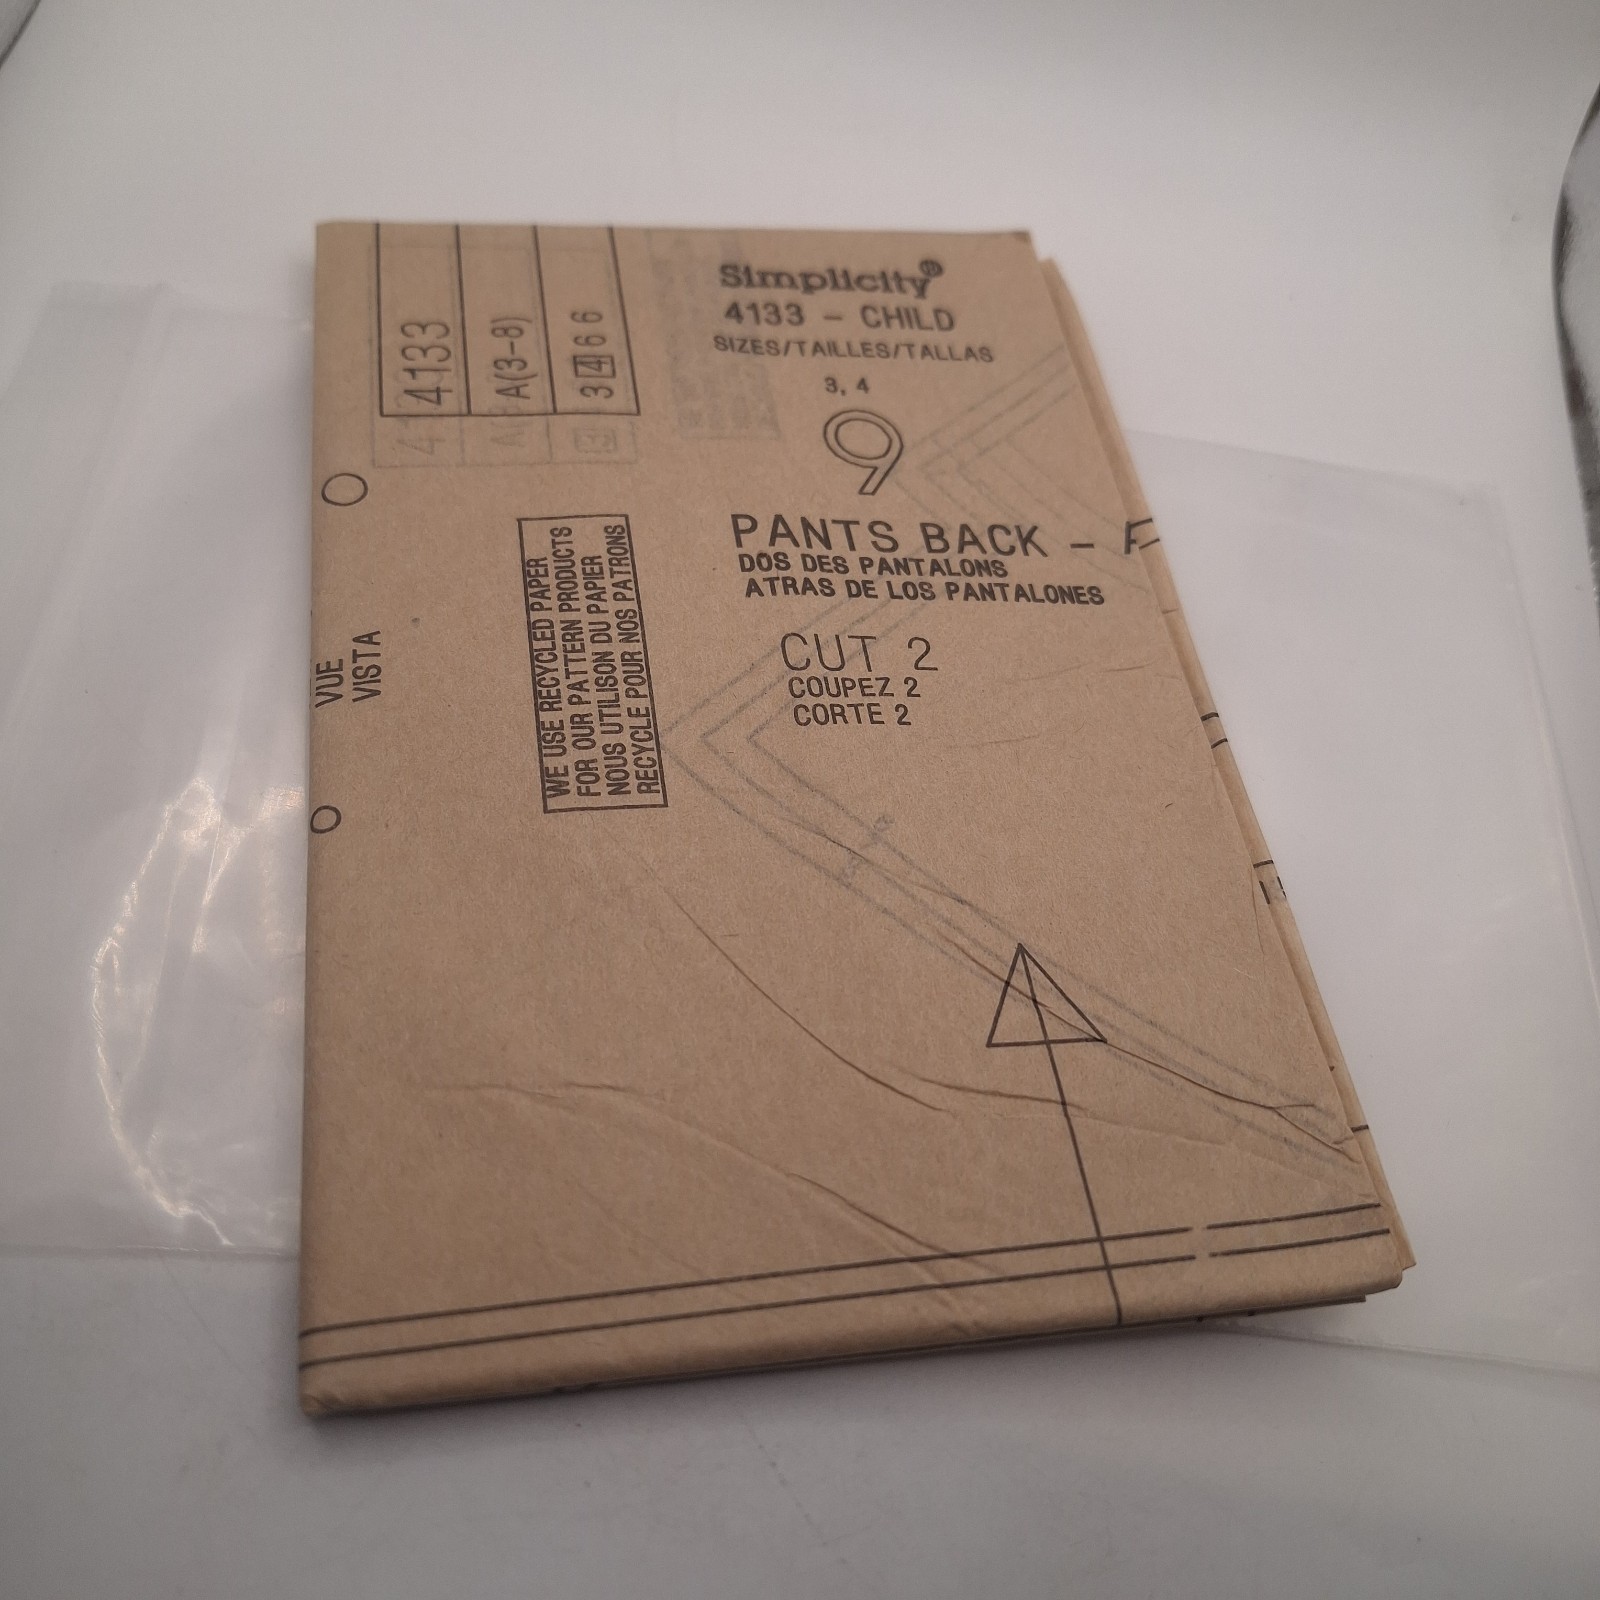 4133
A(3-8)
3 4 6 6
Simplicity®
4133 - CHILD
SIZES/TAILLES/TALLAS
3, 4
9
PANTS BACK -
DOS DES PANTALONS
ATRAS DE LOS PANTALONES
CUT 2
COUPEZ 2
CORTE 2
WE USE RECYCLED PAPER
FOR OUR PATTERN PRODUCTS
NOUS UTILISON DU PAPIER
RECYCLE POUR NOS PATRONS
VUE
VISTA